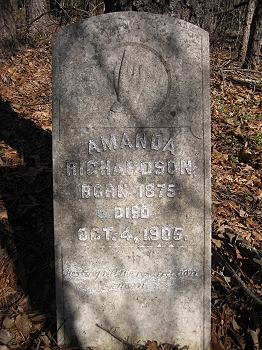 AMANDA
RICHARDSON
BORN 1875
DIED
OCT. 4, 1905.